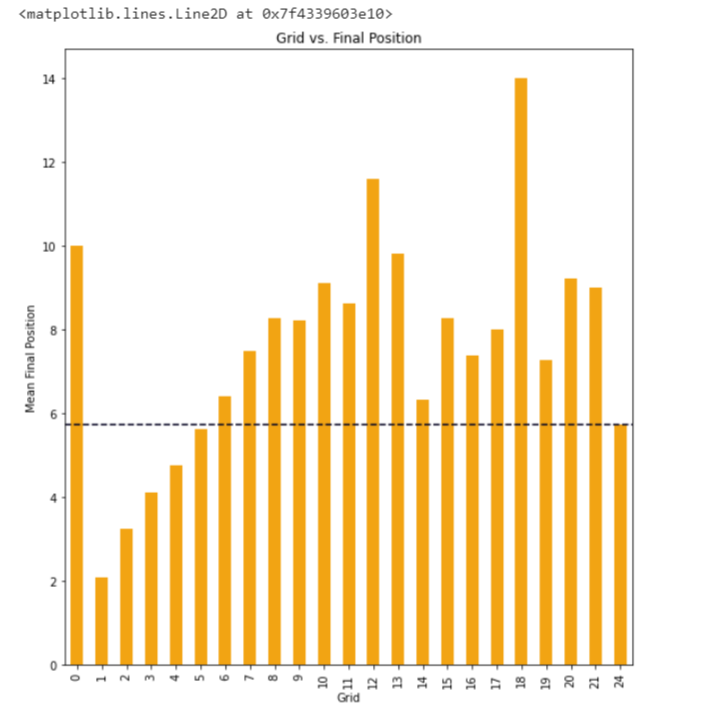 <matplotlib.lines.Line2D at 0x7f4339603e10>
Grid vs. Final Position
14
12
10
8
6
4
2
0
Mean Final Position
0 1 2 3 4 5 6 7 8 9 10 11 12 13 14 15 16 17 18 19 20 21 24
Grid